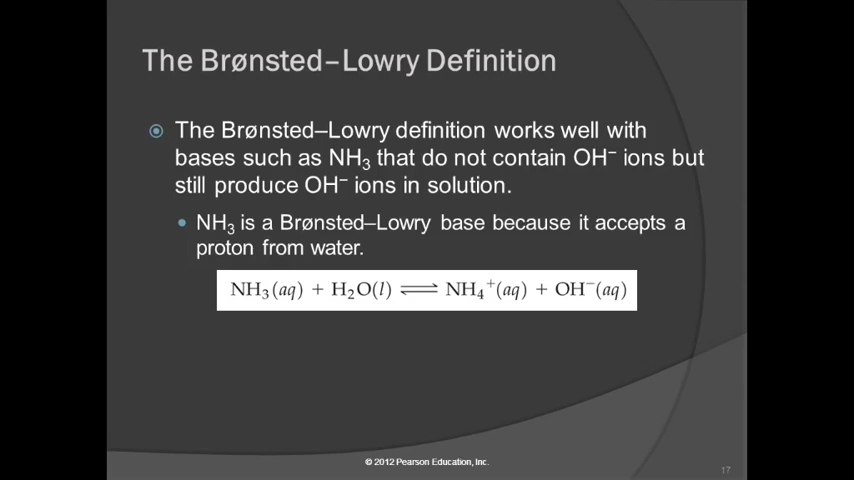 The Brønsted–Lowry Definition
The Brønsted–Lowry definition works well with
bases such as NH₃ that do not contain OH⁻ ions but
still produce OH⁻ ions in solution.
NH₃ is a Brønsted–Lowry base because it accepts a
proton from water.
NH₃(aq) + H₂O(l) ⇌ NH₄⁺(aq) + OH⁻(aq)
© 2012 Pearson Education, Inc.
17